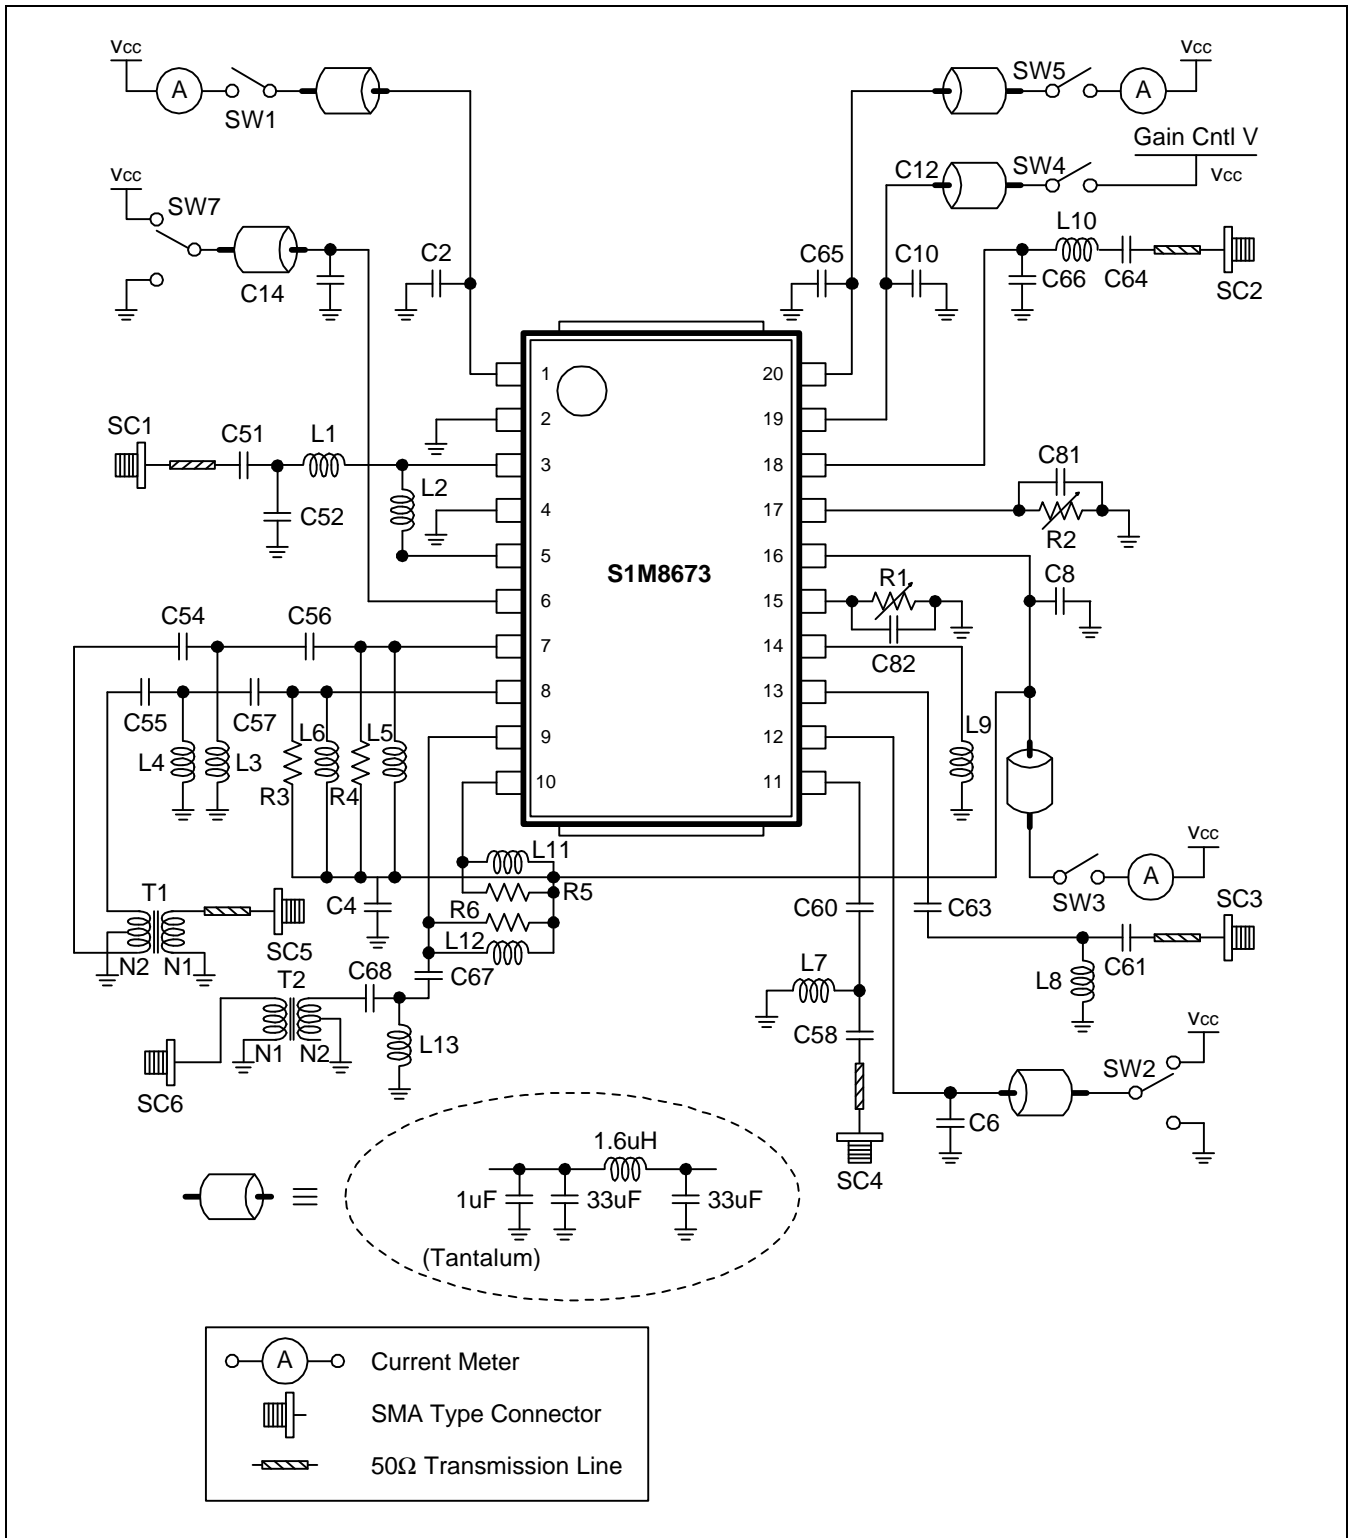 Vcc
A
SW1
Vcc
SW5
A
Gain Cntl V
Vcc
C12
SW4
Vcc
SW7
C14
C2
C65
C10
L10
C66
C64
SC2
1
20
2
19
3
18
4
17
5
16
6
15
7
14
8
13
9
12
10
11
S1M8673
SC1
C51
L1
C52
L2
C81
R2
R1
C82
C8
C54
C56
C55
C57
L4
L3
L6
R3
L5
R4
L9
L11
R5
R6
L12
C4
T1
N2
N1
SC5
T2
C68
C67
N1
N2
L13
SC6
C60
C63
L7
C58
SC4
Vcc
SW3
A
SC3
C61
L8
Vcc
SW2
C6
1.6uH
1uF
33uF
33uF
(Tantalum)
A
Current Meter
SMA Type Connector
50Ω Transmission Line